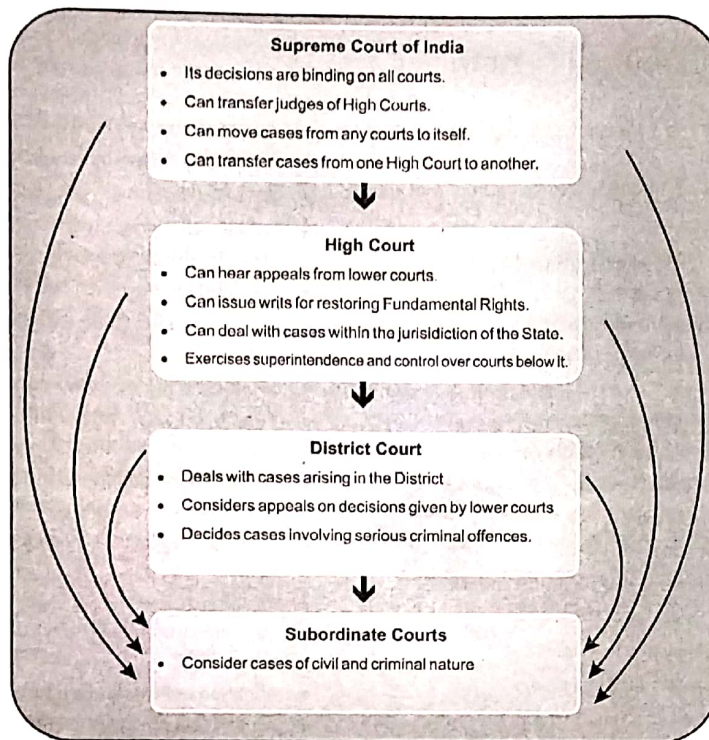 Supreme Court of India
• Its decisions are binding on all courts.
• Can transfer judges of High Courts.
• Can move cases from any courts to itself.
• Can transfer cases from one High Court to another.
High Court
• Can hear appeals from lower courts.
• Can issue writs for restoring Fundamental Rights.
• Can deal with cases within the jurisidiction of the State.
• Exercises superintendence and control over courts below it.
District Court
• Deals with cases arising in the District
• Considers appeals on decisions given by lower courts
• Decides cases involving serious criminal offences.
Subordinate Courts
• Consider cases of civil and criminal nature